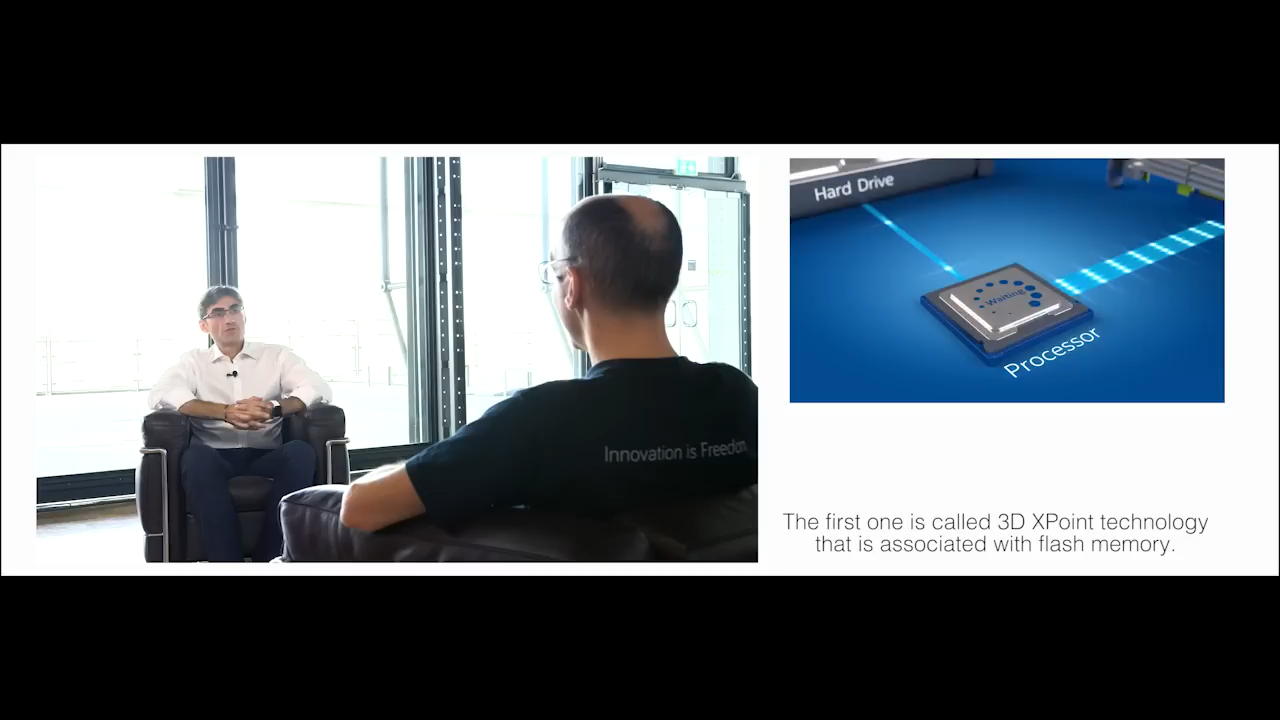 Innovation is Freedom
Hard Drive
Waiting
Processor
The first one is called 3D XPoint technology
that is associated with flash memory.